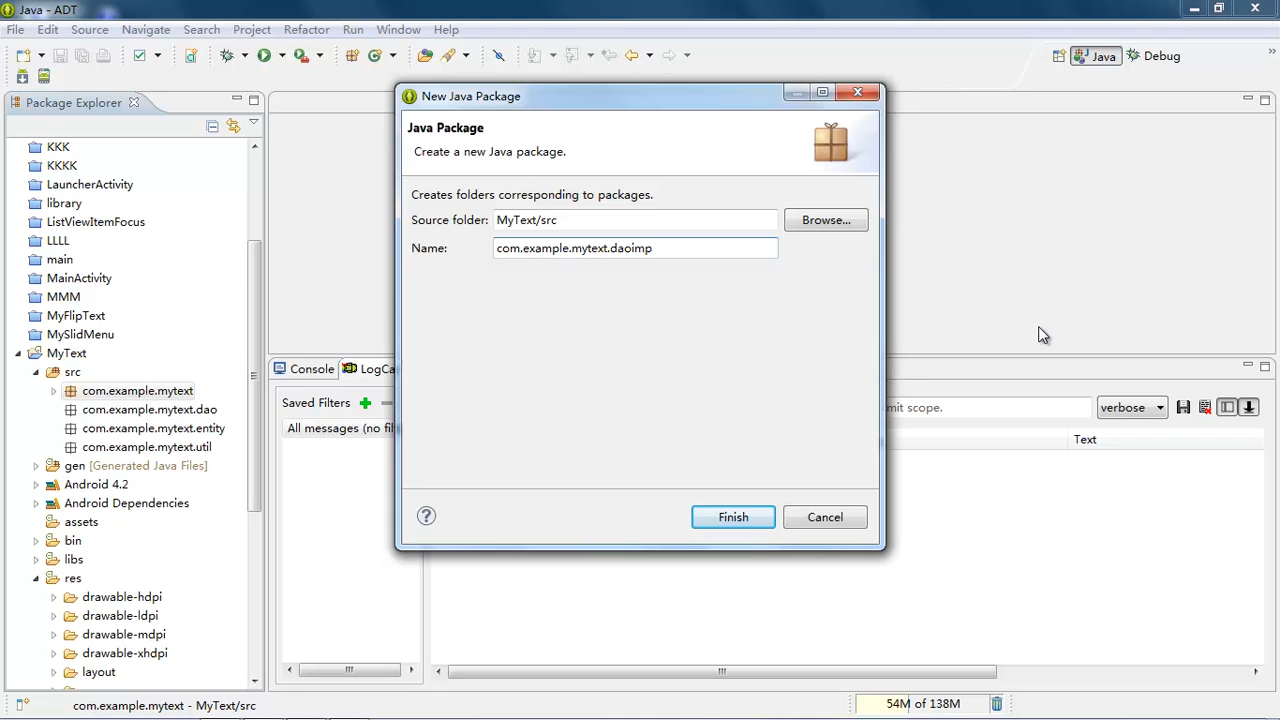 Java - ADT
File Edit Source Navigate Search Project Refactor Run Window Help
Java Debug
Package Explorer
KKK
KKKK
LauncherActivity
library
ListViewItemFocus
LLLL
main
MainActivity
MMM
MyFlipText
MySlidMenu
MyText
src
com.example.mytext
com.example.mytext.dao
com.example.mytext.entity
com.example.mytext.util
gen [Generated Java Files]
Android 4.2
Android Dependencies
assets
bin
libs
res
drawable-hdpi
drawable-ldpi
drawable-mdpi
drawable-xhdpi
layout
New Java Package
Java Package
Create a new Java package.
Creates folders corresponding to packages.
Source folder: MyText/src Browse...
Name: com.example.mytext.daoimp
Finish Cancel
Console LogCa
Saved Filters
All messages (no fil
mit scope. verbose
Text
com.example.mytext - MyText/src
54M of 138M